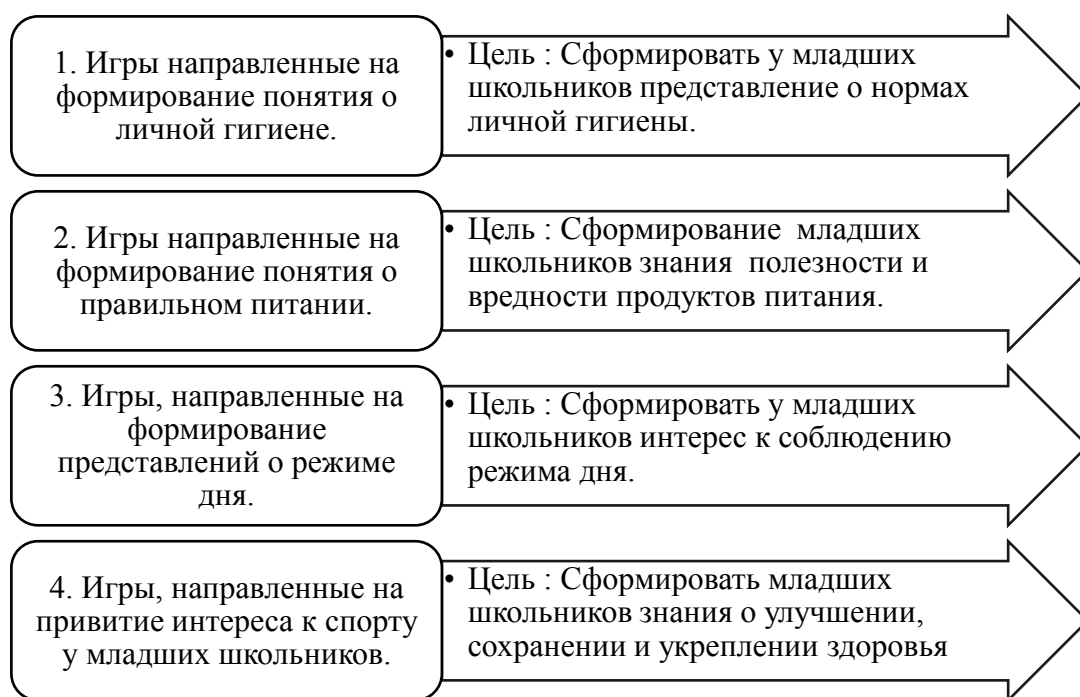 1. Игры направленные на
формирование понятия о
личной гигиене.
• Цель : Сформировать у младших
школьников представление о нормах
личной гигиены.
2. Игры направленные на
формирование понятия о
правильном питании.
• Цель : Сформирование  младших
школьников знания  полезности и
вредности продуктов питания.
3. Игры, направленные на
формирование
представлений о режиме
дня.
• Цель : Сформировать у младших
школьников интерес к соблюдению
режима дня.
4. Игры, направленные на
привитие интереса к спорту
у младших школьников.
• Цель : Сформировать младших
школьников знания о улучшении,
сохранении и укреплении здоровья